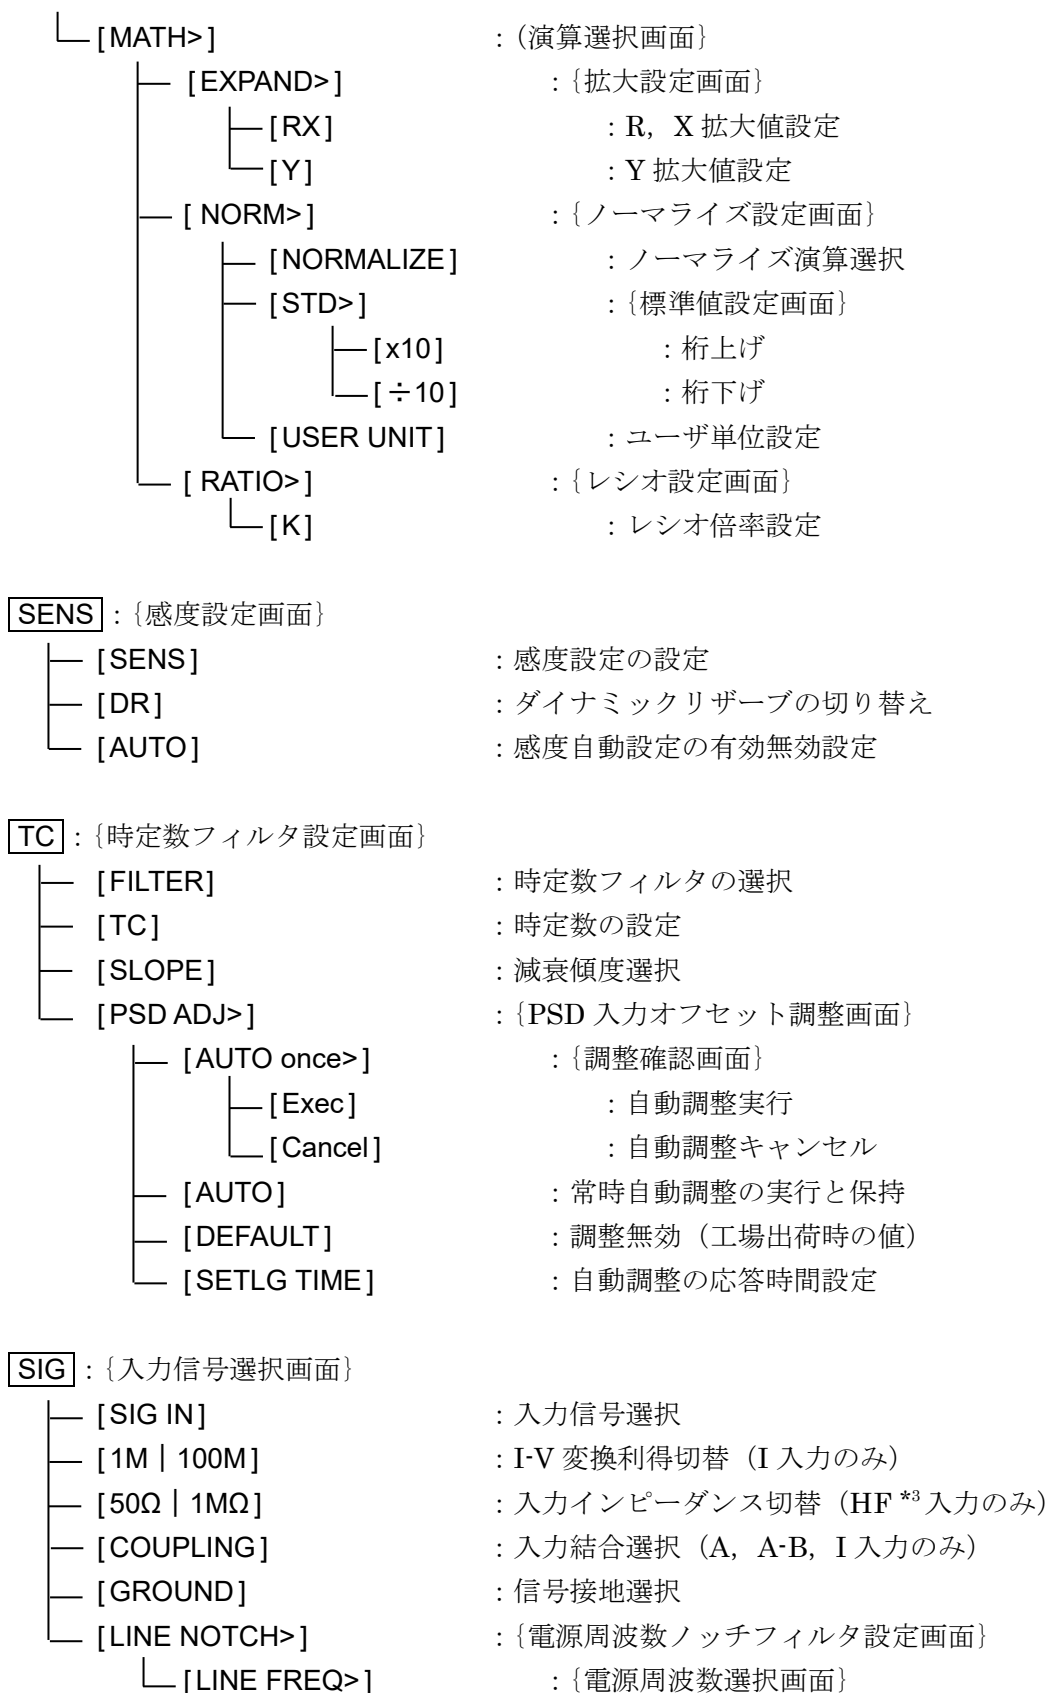 [MATH>] : (演算選択画面}
[EXPAND>] : {拡大設定画面}
[RX] : R，X 拡大値設定
[Y] : Y 拡大値設定
[ NORM>] : {ノーマライズ設定画面}
[NORMALIZE] : ノーマライズ演算選択
[STD>] : {標準値設定画面}
[x10] : 桁上げ
[÷10] : 桁下げ
[USER UNIT] : ユーザ単位設定
[ RATIO>] : {レシオ設定画面}
[K] : レシオ倍率設定
SENS : {感度設定画面}
[SENS] : 感度設定の設定
[DR] : ダイナミックリザーブの切り替え
[AUTO] : 感度自動設定の有効無効設定
TC : {時定数フィルタ設定画面}
[FILTER] : 時定数フィルタの選択
[TC] : 時定数の設定
[SLOPE] : 減衰傾度選択
[PSD ADJ>] : {PSD 入力オフセット調整画面}
[AUTO once>] : {調整確認画面}
[Exec] : 自動調整実行
[Cancel] : 自動調整キャンセル
[AUTO] : 常時自動調整の実行と保持
[DEFAULT] : 調整無効（工場出荷時の値）
[SETLG TIME] : 自動調整の応答時間設定
SIG : {入力信号選択画面}
[SIG IN] : 入力信号選択
[1M｜100M] : I-V 変換利得切替（I 入力のみ）
[50Ω｜1MΩ] : 入力インピーダンス切替（HF *3 入力のみ）
[COUPLING] : 入力結合選択（A，A-B，I 入力のみ）
[GROUND] : 信号接地選択
[LINE NOTCH>] : {電源周波数ノッチフィルタ設定画面}
[LINE FREQ>] : {電源周波数選択画面}